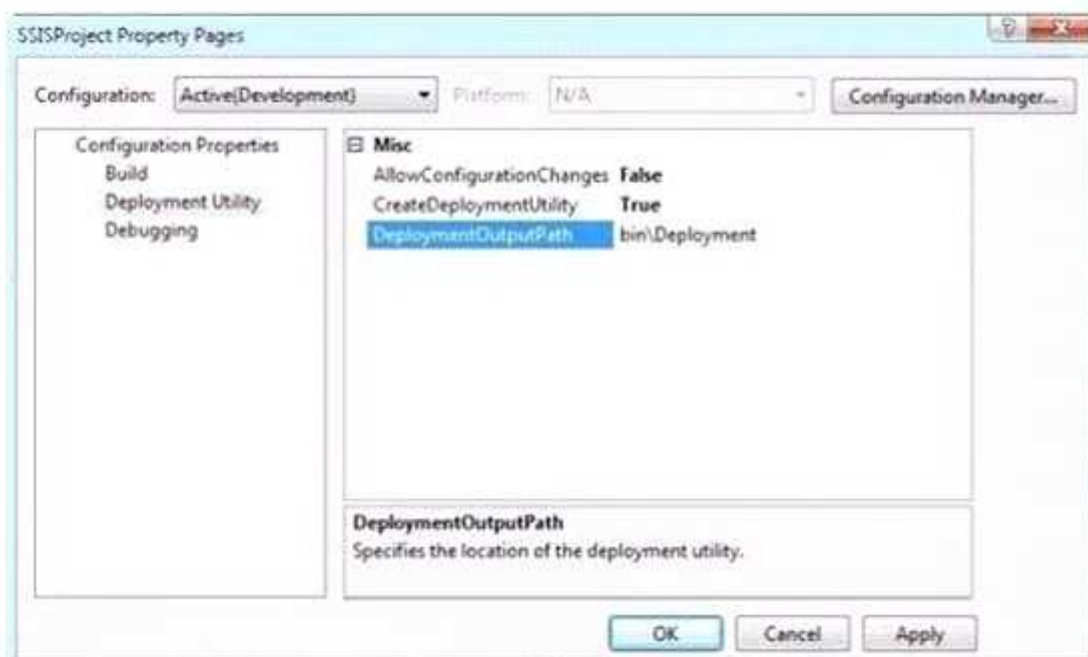 SSISProject Property Pages
Configuration: Active(Development) Platform: N/A Configuration Manager...
Configuration Properties
Build
Deployment Utility
Debugging
Misc
AllowConfigurationChanges False
CreateDeploymentUtility True
DeploymentOutputPath bin\Deployment
DeploymentOutputPath
Specifies the location of the deployment utility.
OK Cancel Apply